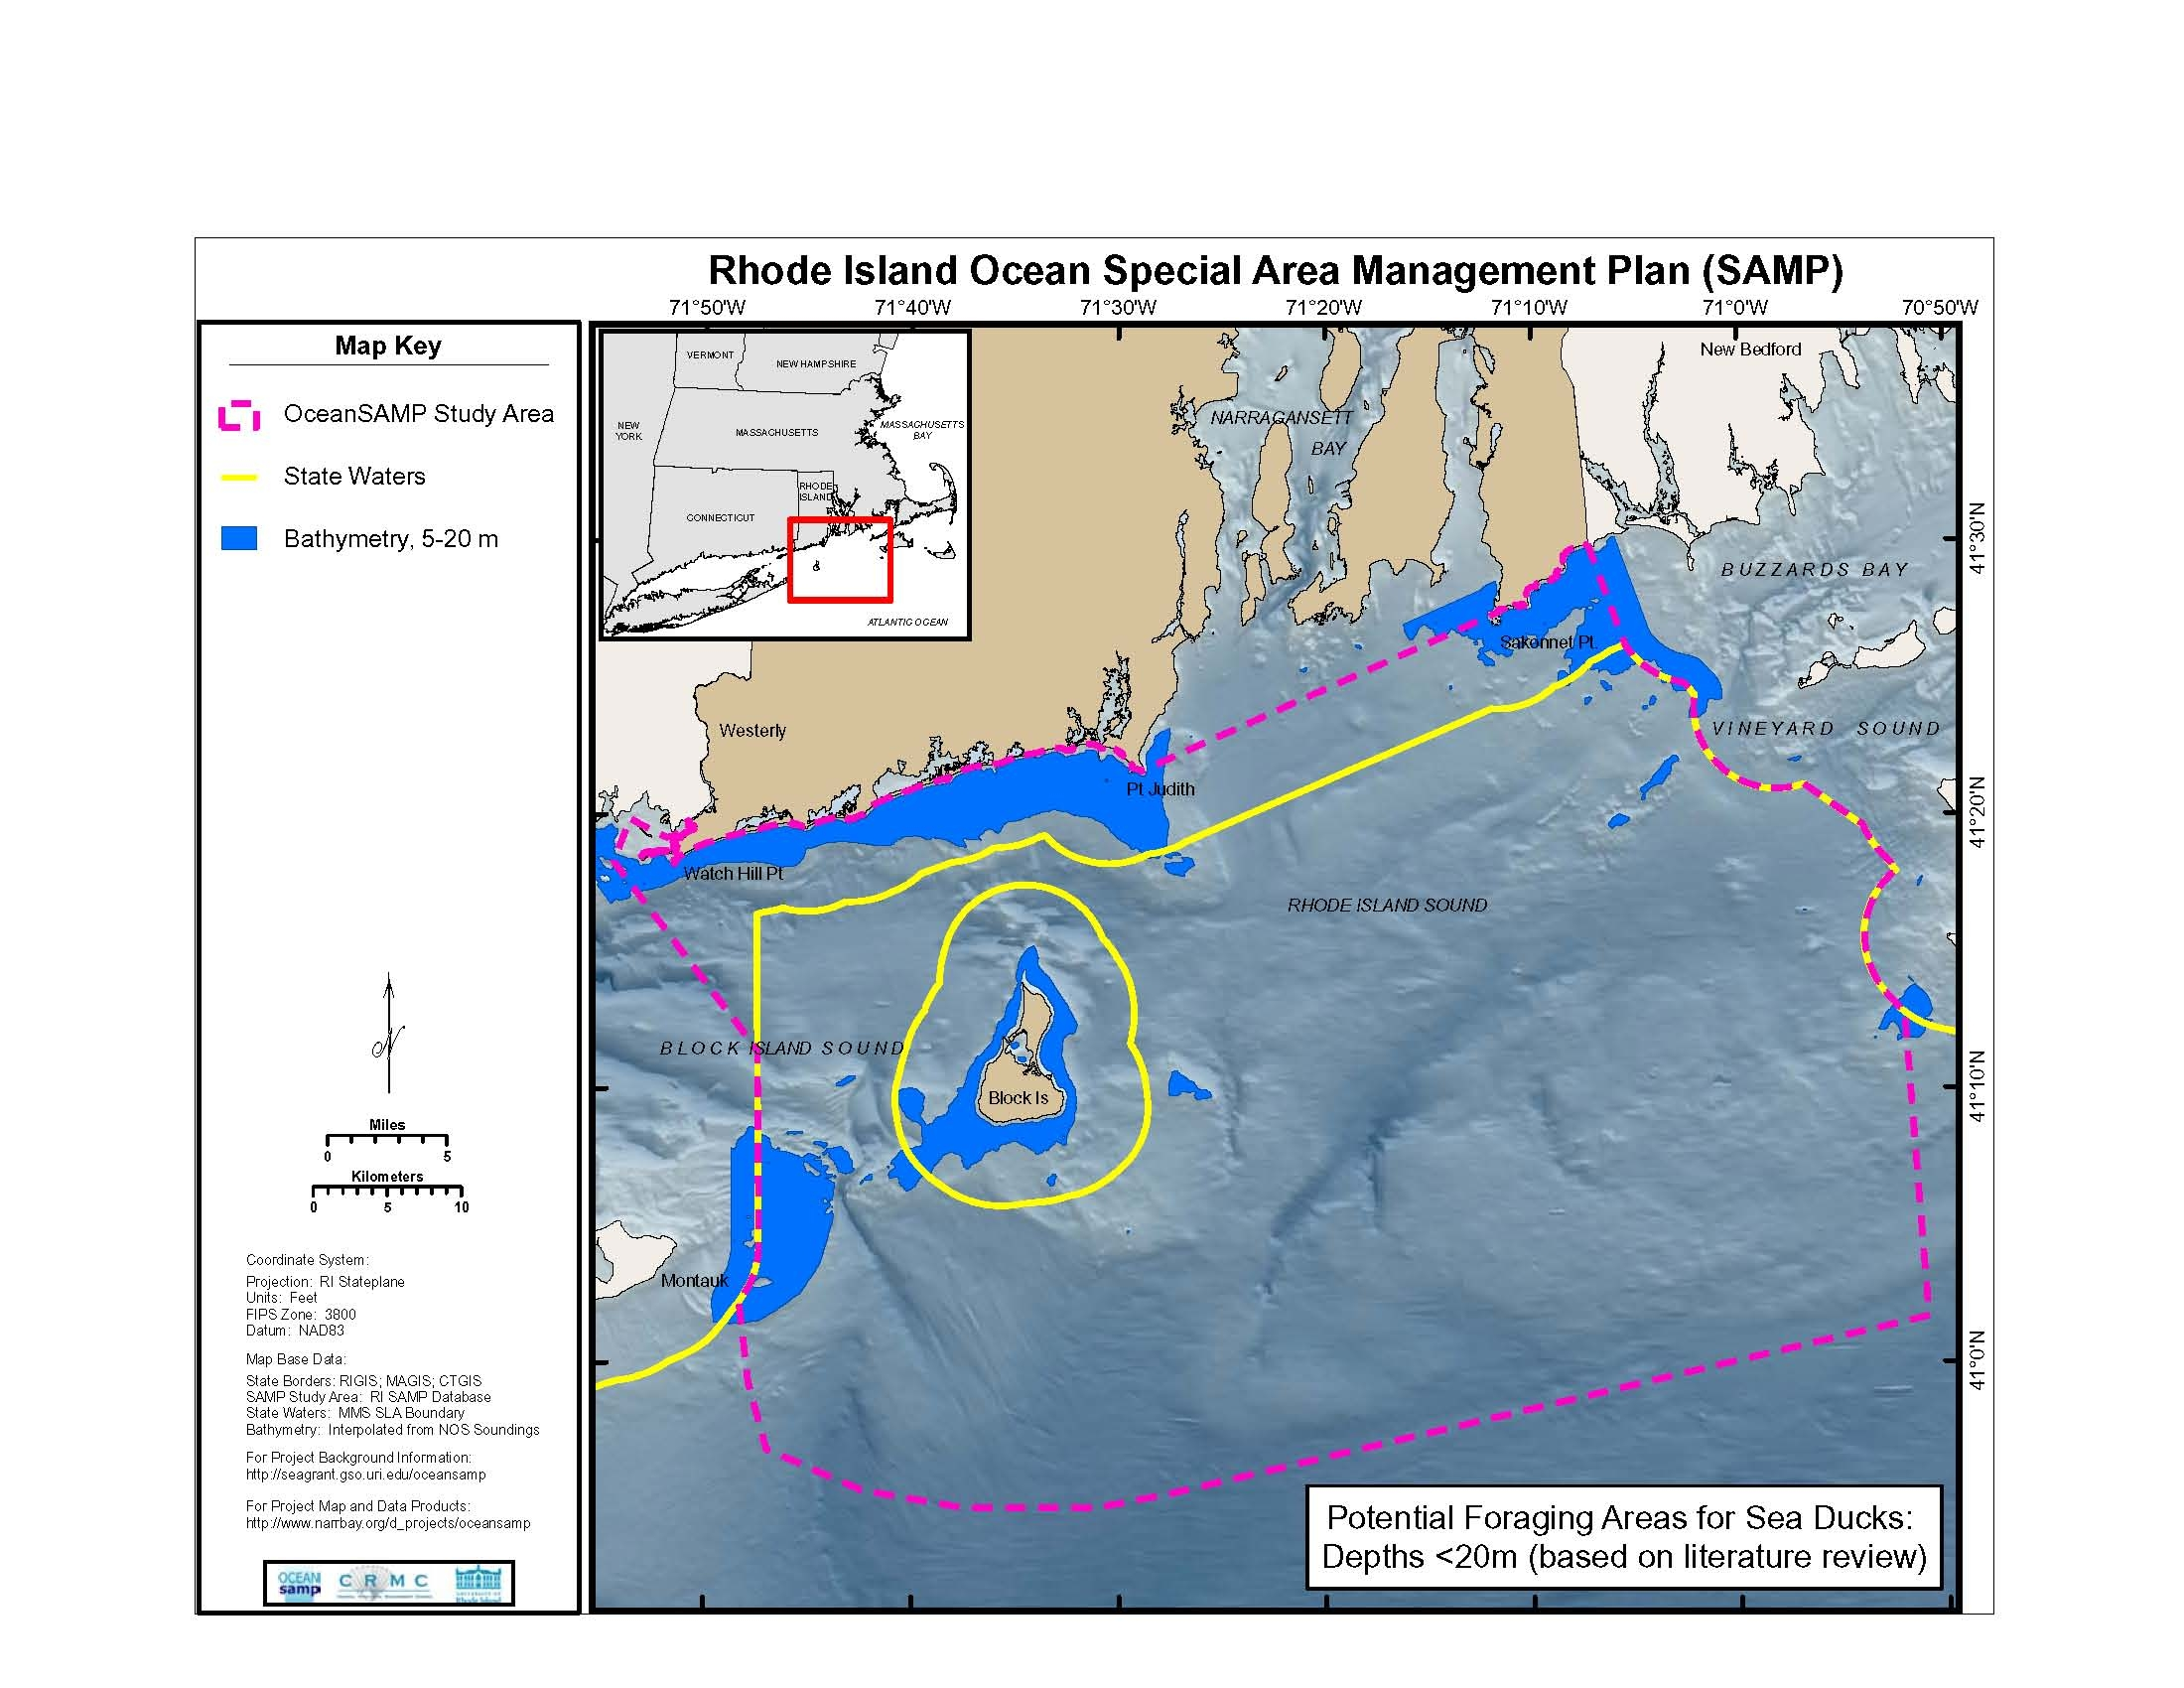 Rhode Island Ocean Special Area Management Plan (SAMP)
71°50'W 71°40'W 71°30'W 71°20'W 71°10'W 71°0'W 70°50'W
Map Key
OceanSAMP Study Area
State Waters
Bathymetry, 5-20 m
VERMONT
NEW HAMPSHIRE
NEW
YORK
MASSACHUSETTS
MASSACHUSETTS
BAY
RHODE
ISLAND
CONNECTICUT
ATLANTIC OCEAN
New Bedford
NARRAGANSETT
BAY
41°30'N
BUZZARDS BAY
Sakonnet Pt.
Westerly
VINEYARD SOUND
Pt Judith
41°20'N
Watch Hill Pt
RHODE ISLAND SOUND
BLOCK ISLAND SOUND
Block Is
41°10'N
Montauk
41°0'N
Miles
0 5
Kilometers
0 5 10
Coordinate System:
Projection: RI Stateplane
Units: Feet
FIPS Zone: 3800
Datum: NAD83
Map Base Data:
State Borders: RIGIS; MAGIS; CTGIS
SAMP Study Area: RI SAMP Database
State Waters: MMS SLA Boundary
Bathymetry: Interpolated from NOS Soundings
For Project Background Information:
http://seagrant.gso.uri.edu/oceansamp
For Project Map and Data Products:
http://www.narrbay.org/d_projects/oceansamp
OCEAN
samp
CRMC
Potential Foraging Areas for Sea Ducks:
Depths <20m (based on literature review)